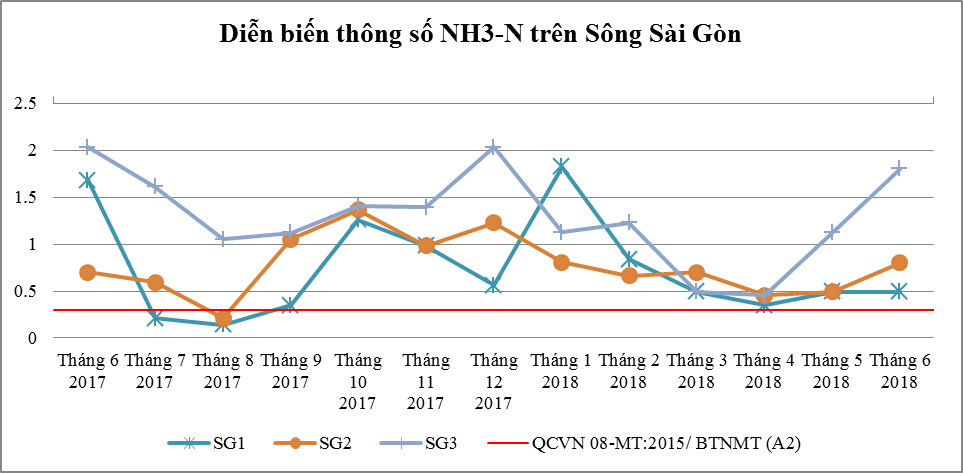 Diễn biến thông số NH3-N trên Sông Sài Gòn
2.5
2
1.5
1
0.5
0
Tháng 6 2017
Tháng 7 2017
Tháng 8 2017
Tháng 9 2017
Tháng 10 2017
Tháng 11 2017
Tháng 12 2017
Tháng 1 2018
Tháng 2 2018
Tháng 3 2018
Tháng 4 2018
Tháng 5 2018
Tháng 6 2018
SG1 SG2 SG3 QCVN 08-MT:2015/ BTNMT (A2)